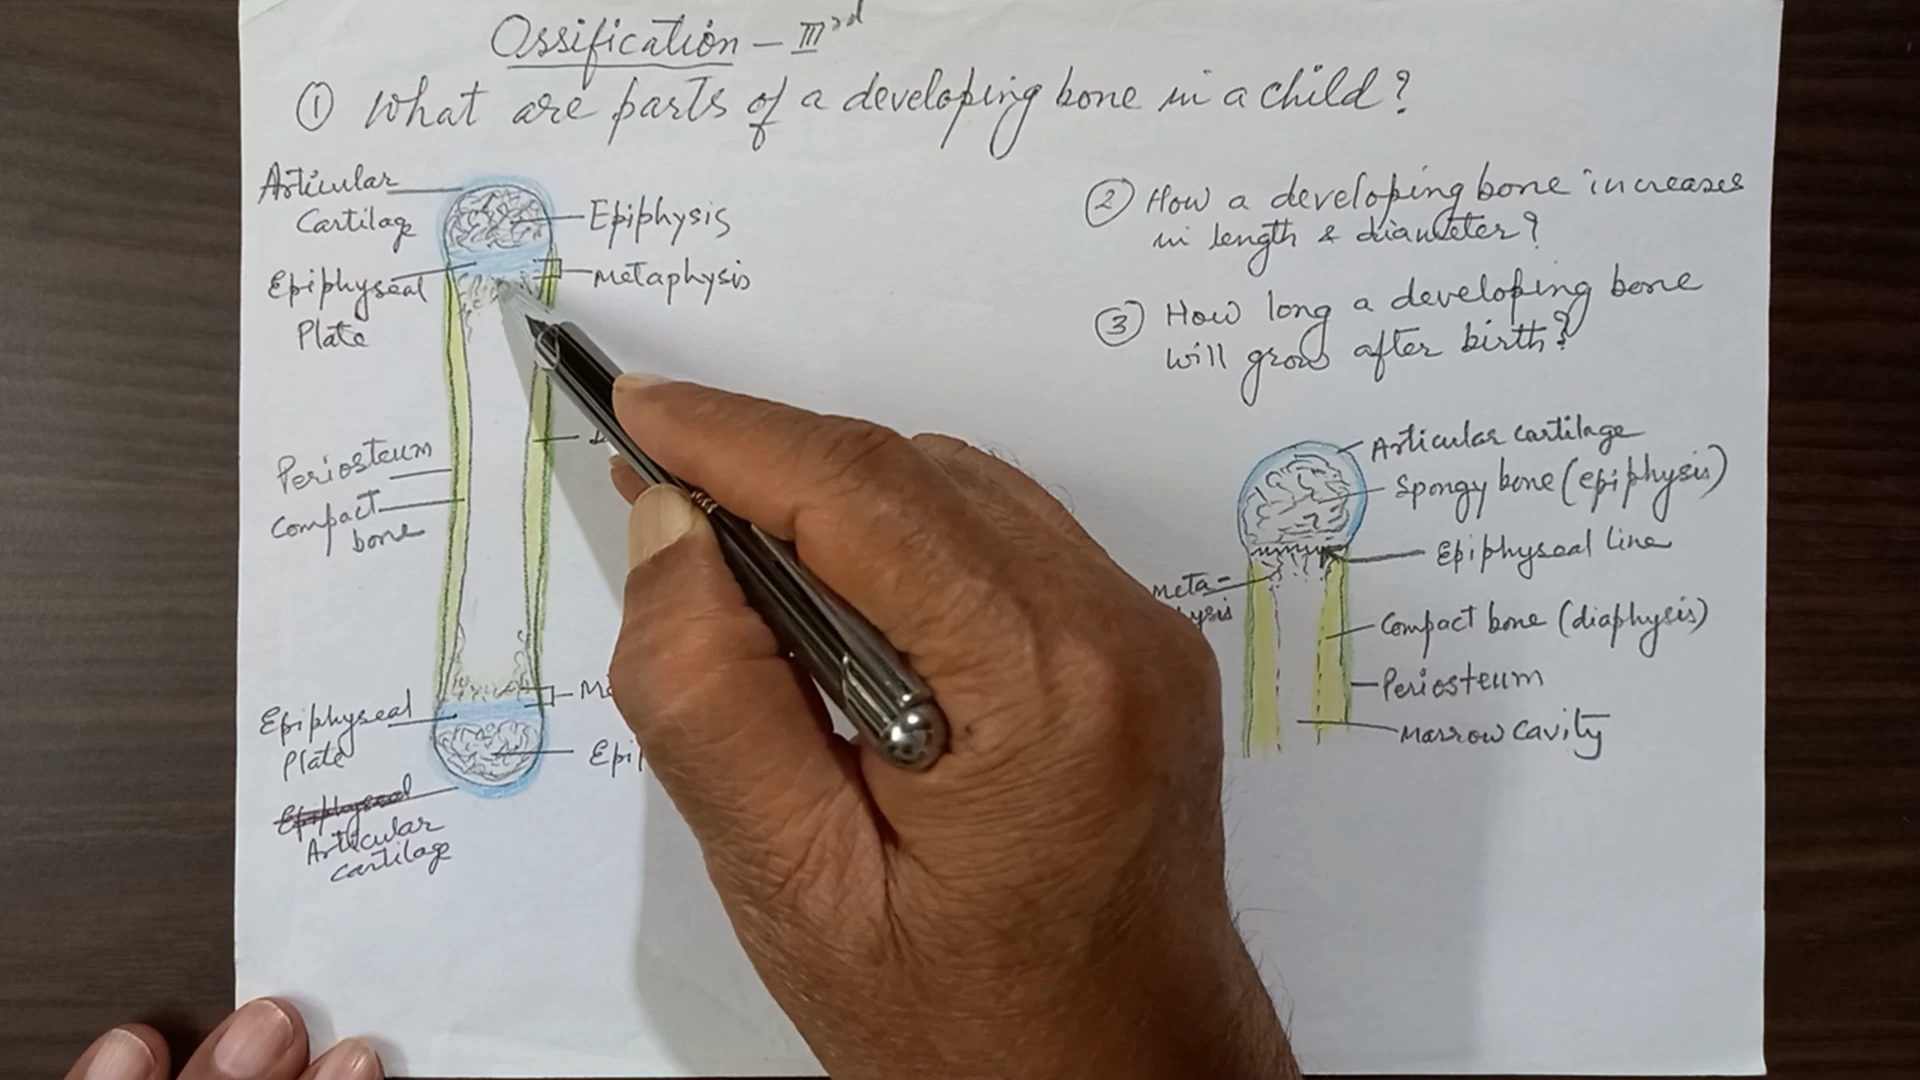 Ossification – IIIrd
① What are parts of a developing bone in a child?
Articular
Cartilage
Epiphysis
Epiphyseal
Plate
Metaphysis
Periosteum
Compact
bone
Epiphyseal
Plate
Epiphyseal
Articular
cartilage
② How a developing bone increases
in length & diameter?
③ How long a developing bone
will grow after birth?
Articular cartilage
Spongy bone (epiphysis)
Epiphyseal line
Meta-
Compact bone (diaphysis)
Periosteum
Marrow cavity